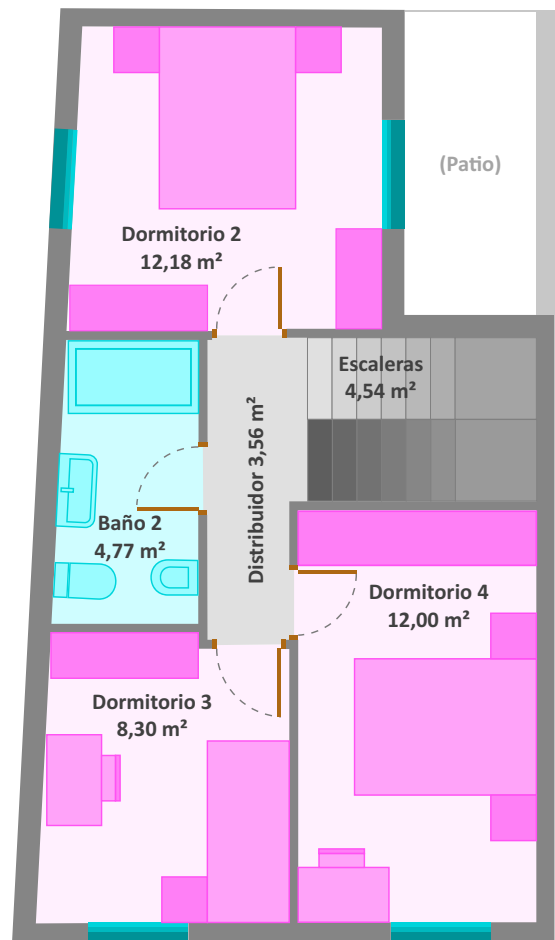 (Patio)
Dormitorio 2
12,18 m²
Escaleras
4,54 m²
Distribuidor 3,56 m²
Baño 2
4,77 m²
Dormitorio 4
12,00 m²
Dormitorio 3
8,30 m²